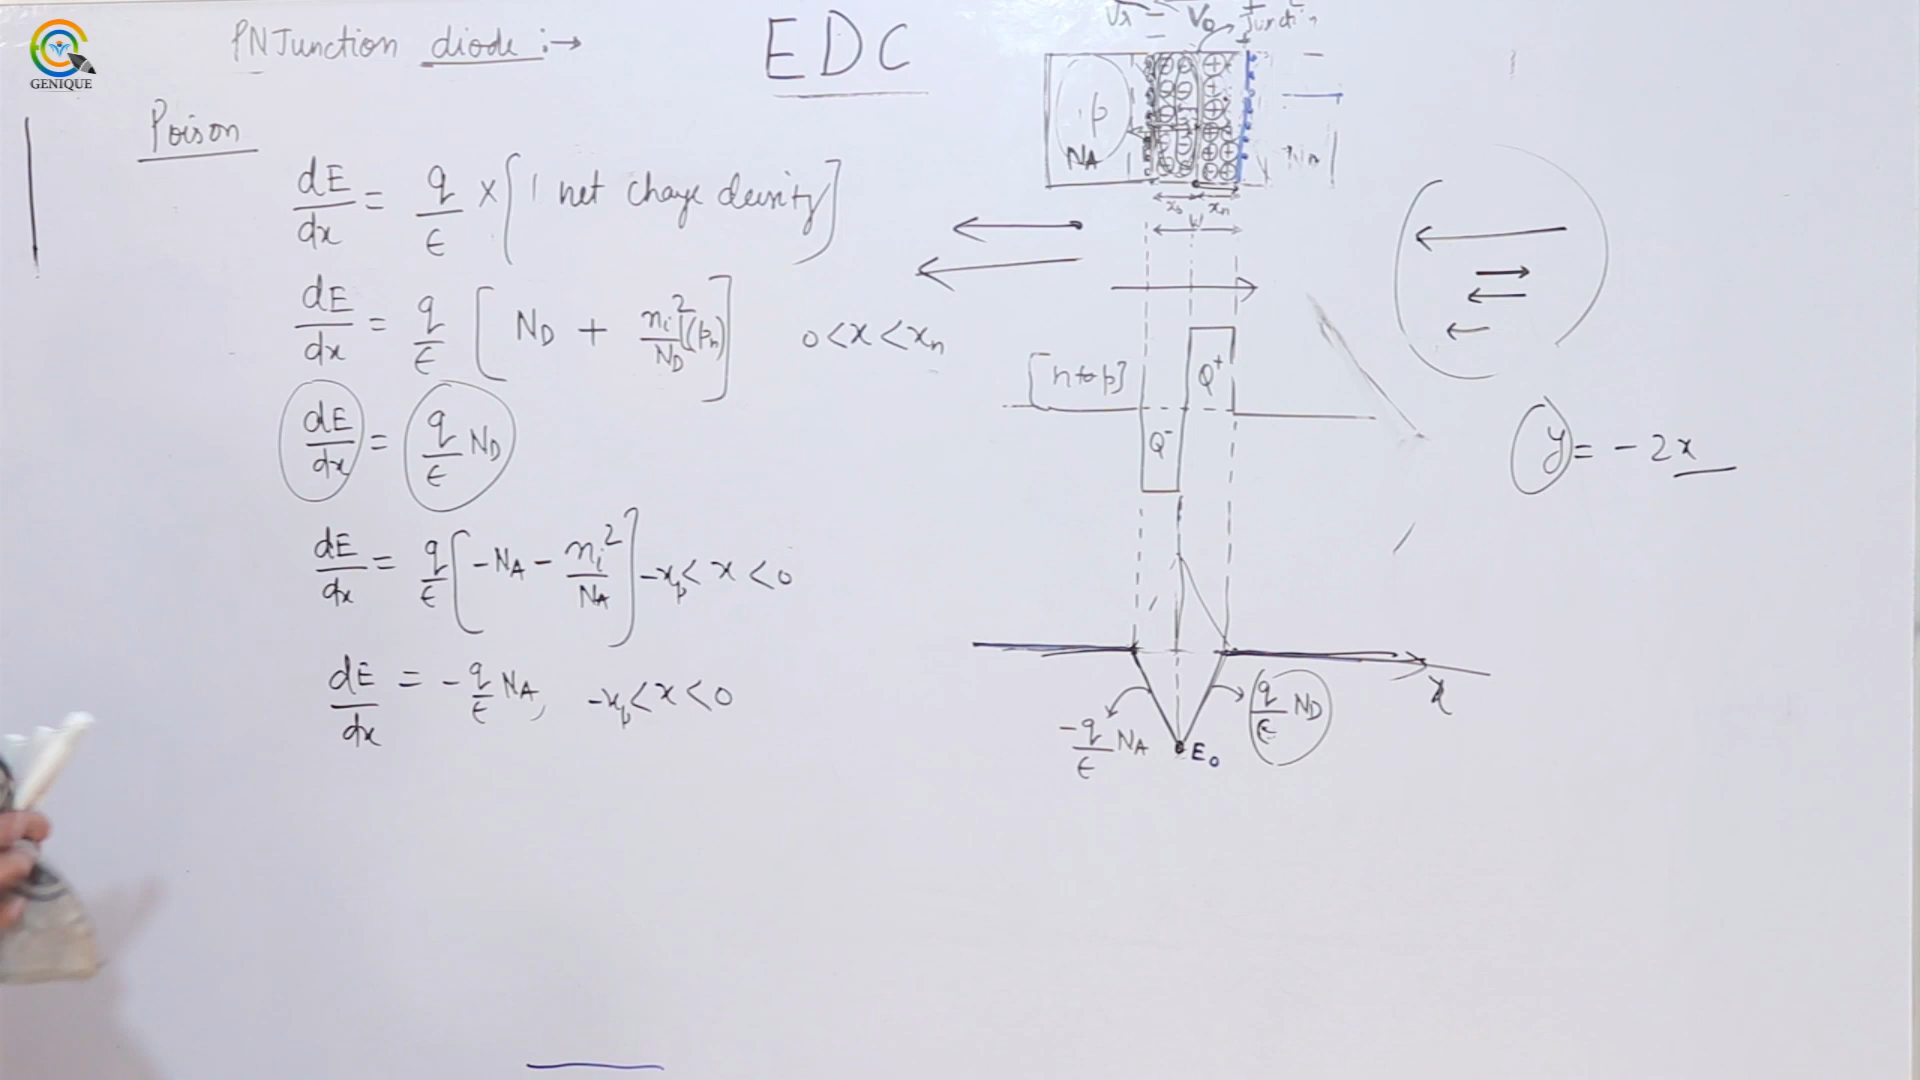 GENIQUE
PN Junction diode :→
EDC
Poison
dE/dx = q/ε × [ net charge density]
dE/dx = q/ε [ND + ni²/ND (pn)] 0<x<xn
dE/dx = q/ε ND
dE/dx = q/ε [-NA - ni²/NA] -xp<x<0
dE/dx = -q/ε NA, -xp<x<0
V0 Junctin
p
NA
xn
W
[n to p]
Q+
Q-
y = -2x
x
-q/ε NA
E0
q/ε ND